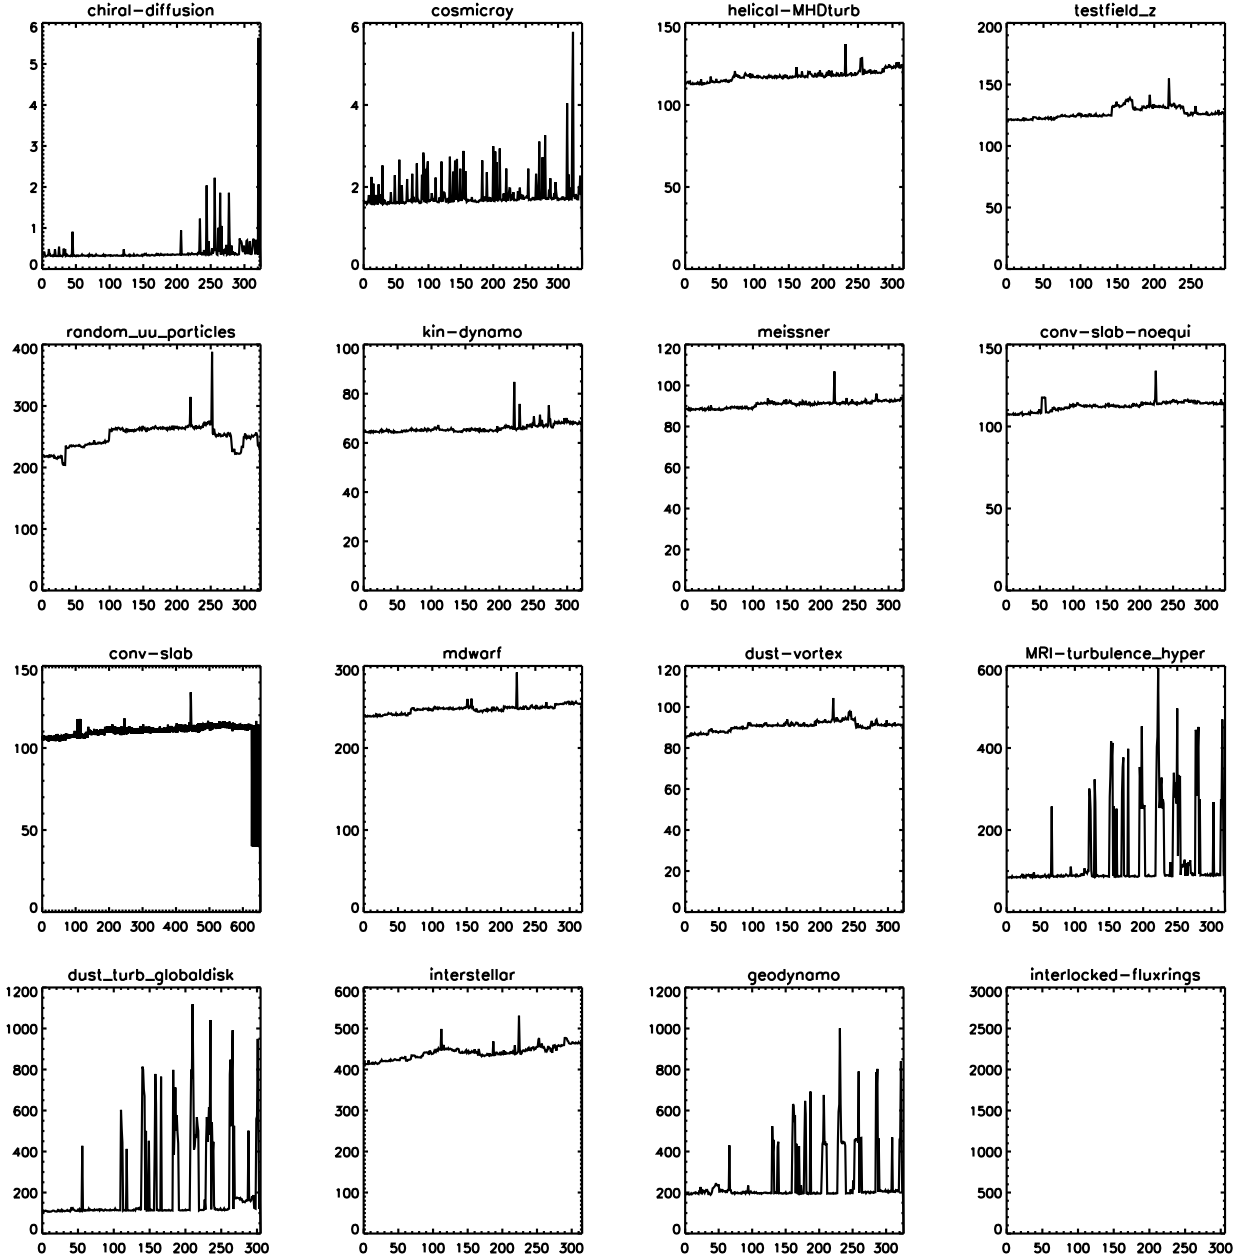 chiral-diffusion cosmicray helical-MHDturb testfield_z
6 6 150 200
5
4 4 100 150
3 100
2 2 50
1 50
0 0 0 0
0 50 100 150 200 250 300 0 50 100 150 200 250 300 0 50 100 150 200 250 300 0 50 100 150 200 250
random_uu_particles kin-dynamo meissner conv-slab-noequi
400 100 120 150
300 80 100
200 60 80 100
100 40 60
20 40 50
20
0 0 0 0
0 50 100 150 200 250 300 0 50 100 150 200 250 300 0 50 100 150 200 250 300 0 50 100 150 200 250 300
conv-slab mdwarf dust-vortex MRI-turbulence_hyper
150 300 120 600
100 200 100 400
80
60
50 100 40 200
20
0 0 0 0
0 100 200 300 400 500 600 0 50 100 150 200 250 300 0 50 100 150 200 250 300 0 50 100 150 200 250 300
dust_turb_globaldisk interstellar geodynamo interlocked-fluxrings
1200 600 1200 3000
1000 500 1000 2500
800 400 800 2000
600 300 600 1500
400 200 400 1000
200 100 200 500
0 0 0 0
0 50 100 150 200 250 300 0 50 100 150 200 250 300 0 50 100 150 200 250 300 0 50 100 150 200 250 300